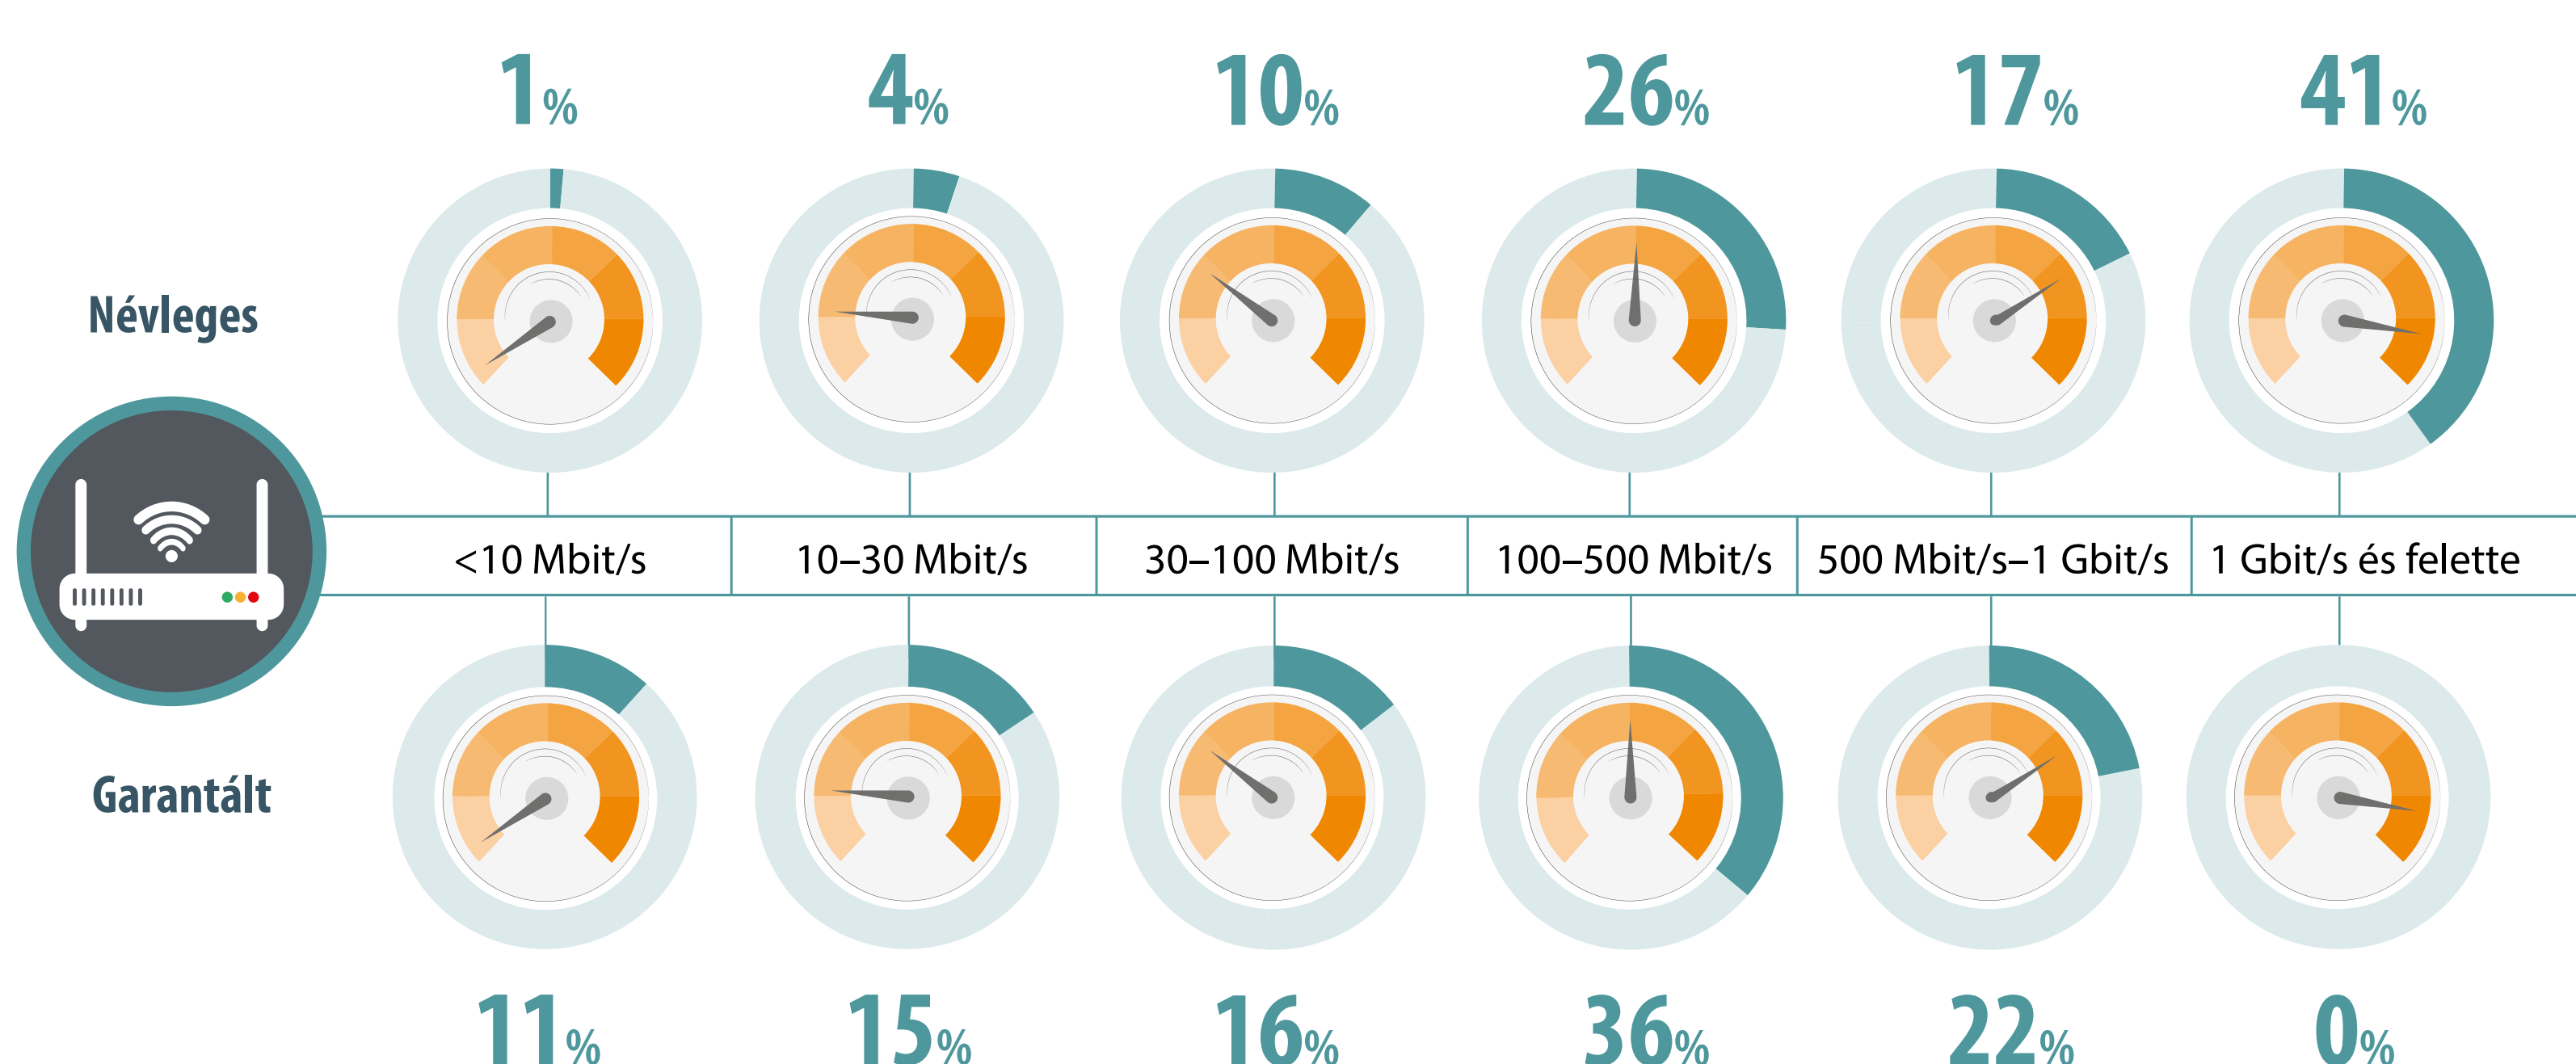 1% 4% 10% 26% 17% 41%
Névleges
<10 Mbit/s 10–30 Mbit/s 30–100 Mbit/s 100–500 Mbit/s 500 Mbit/s–1 Gbit/s 1 Gbit/s és felette
Garantált
11% 15% 16% 36% 22% 0%